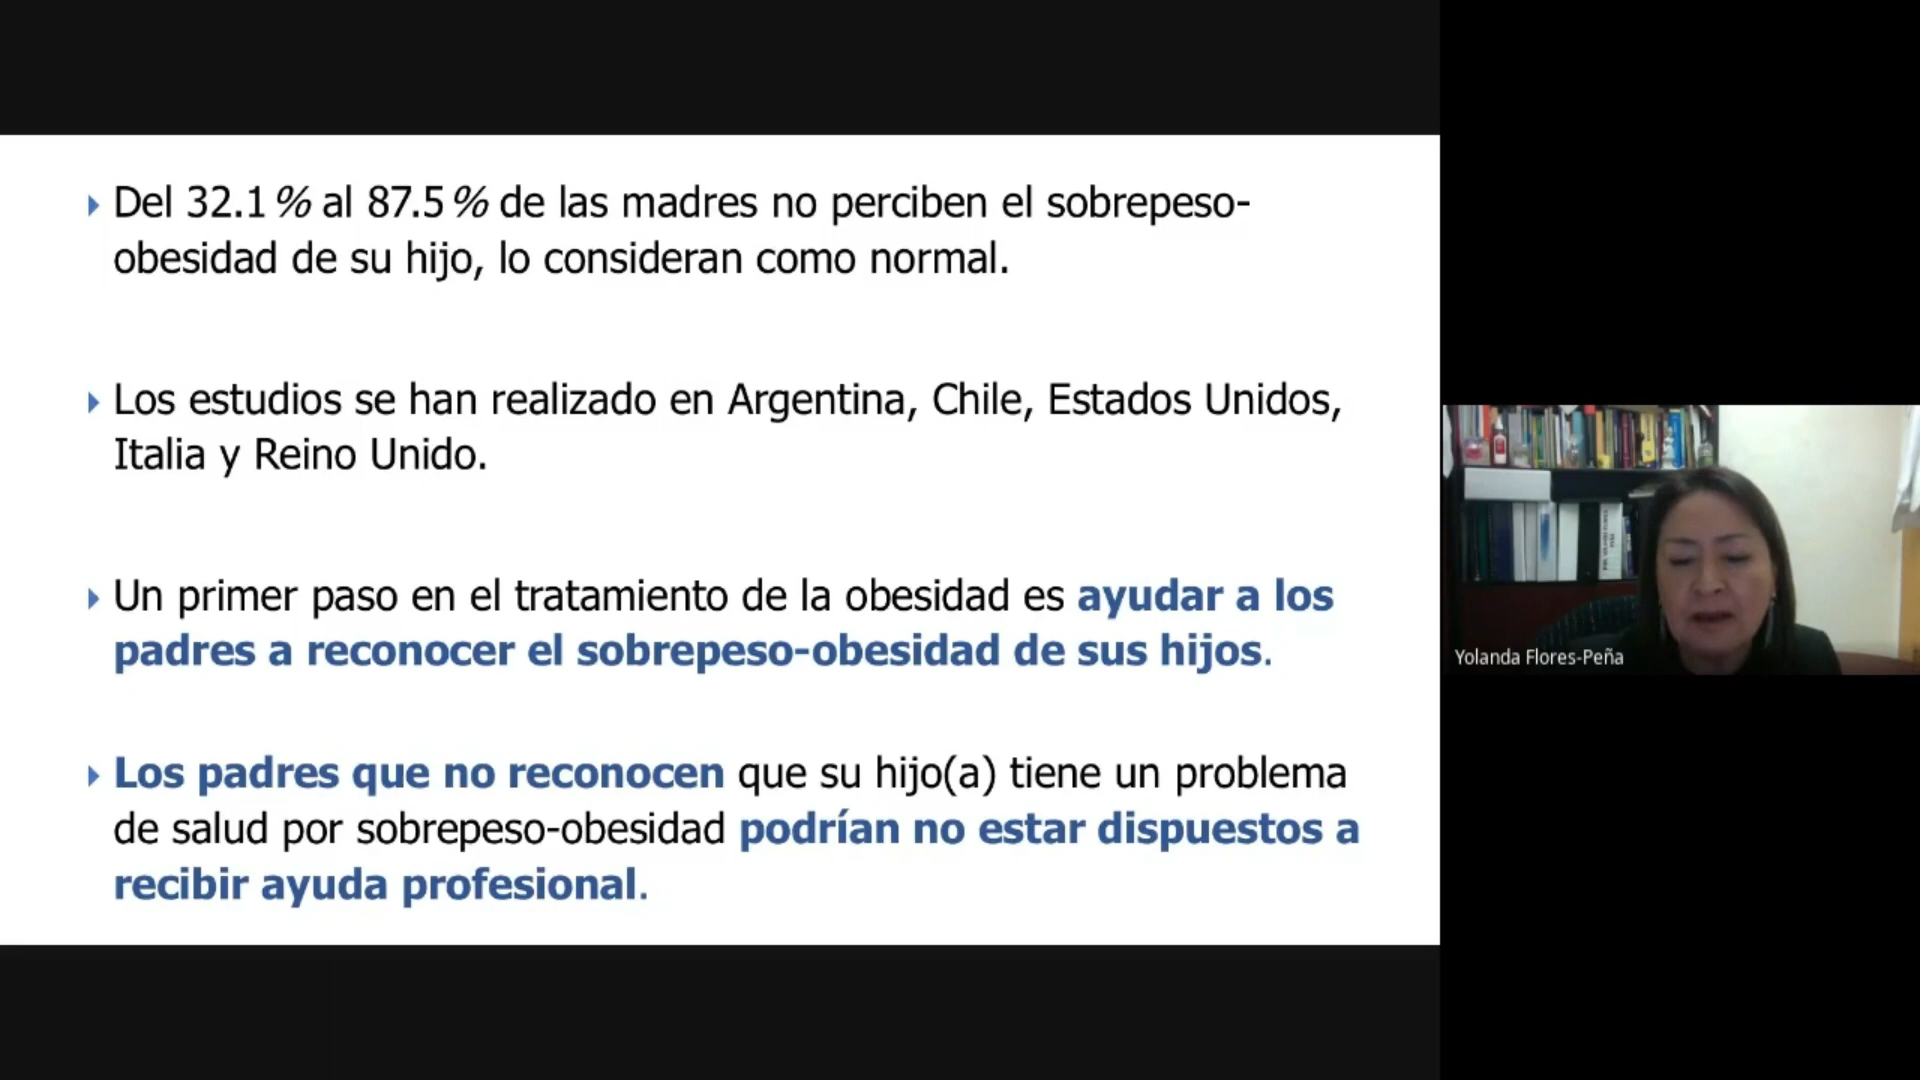 Del 32.1 % al 87.5 % de las madres no perciben el sobrepeso-
obesidad de su hijo, lo consideran como normal.
Los estudios se han realizado en Argentina, Chile, Estados Unidos,
Italia y Reino Unido.
Un primer paso en el tratamiento de la obesidad es ayudar a los
padres a reconocer el sobrepeso-obesidad de sus hijos.
Los padres que no reconocen que su hijo(a) tiene un problema
de salud por sobrepeso-obesidad podrían no estar dispuestos a
recibir ayuda profesional.
Yolanda Flores-Peña